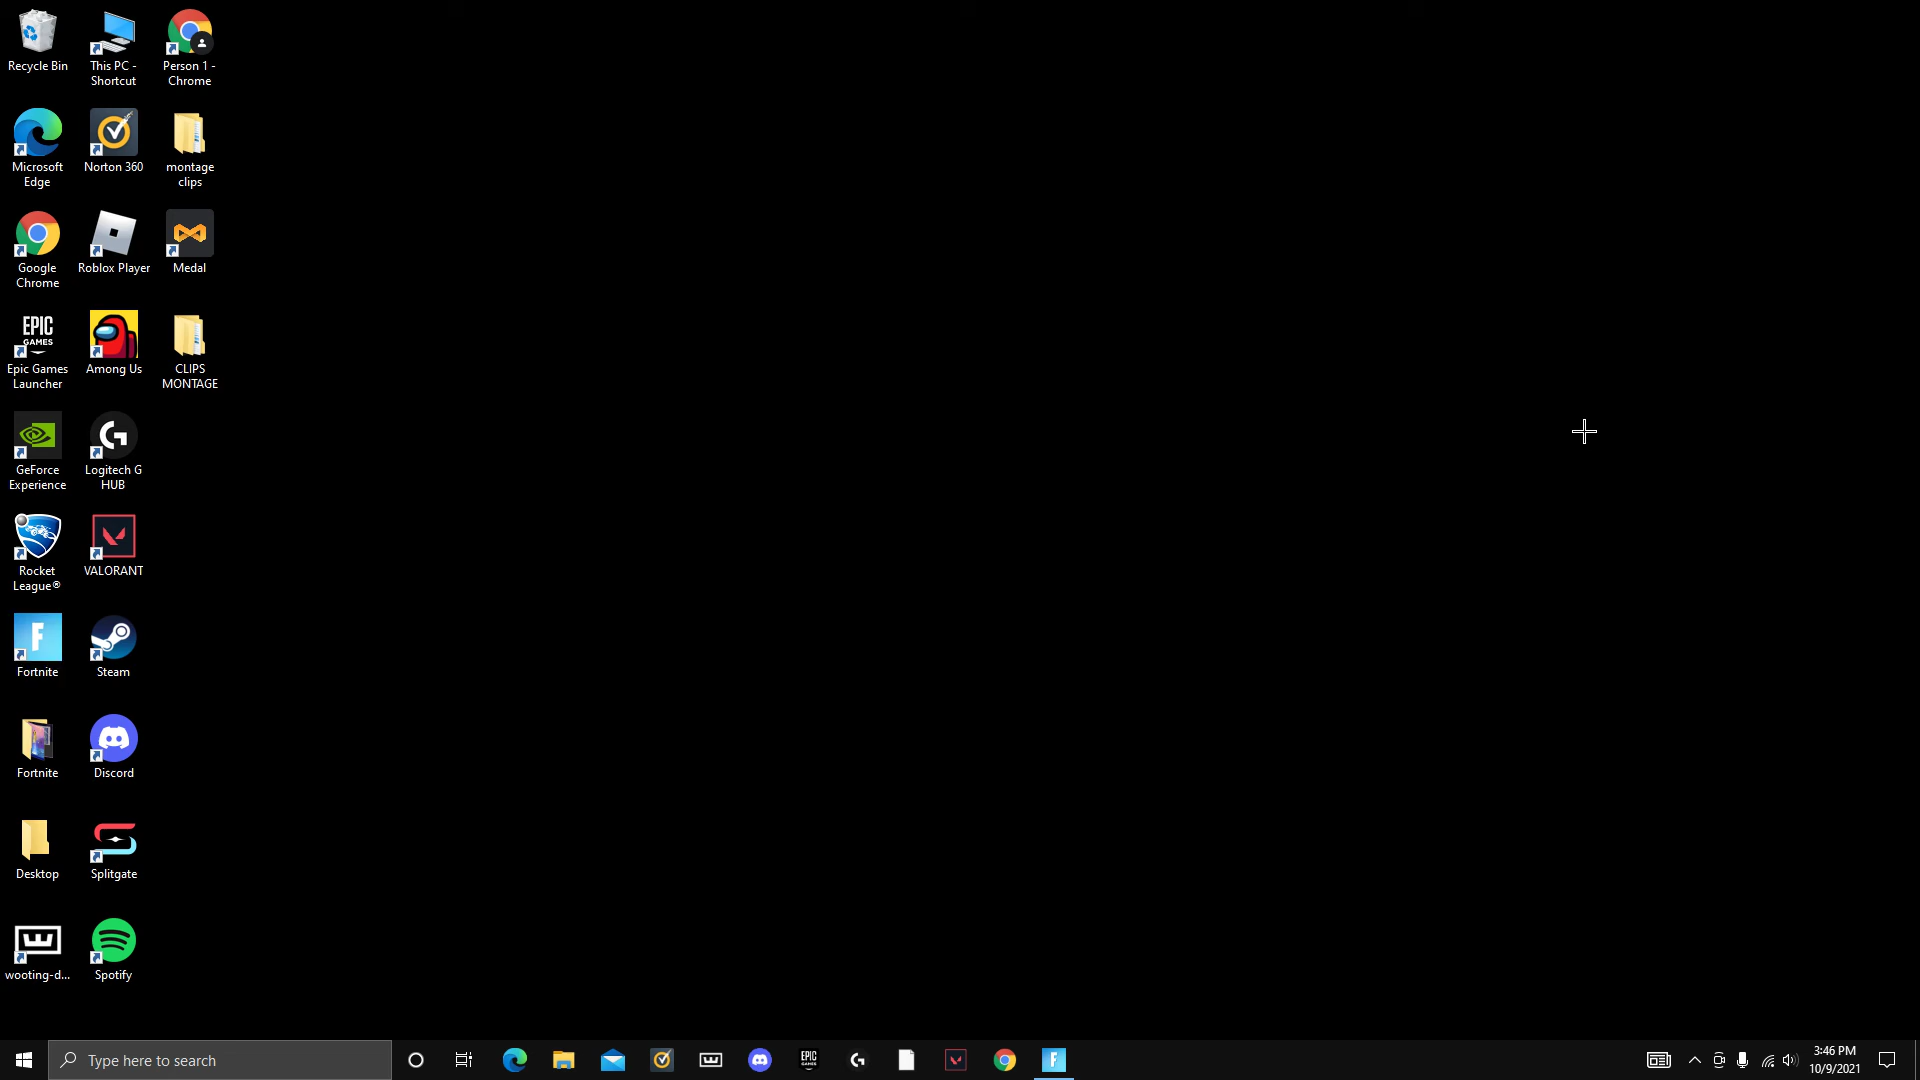 Recycle Bin
This PC -
Shortcut
Person 1 -
Chrome
Microsoft
Edge
Norton 360
montage
clips
Google
Chrome
Roblox Player
Medal
EPIC
GAMES
Epic Games
Launcher
Among Us
CLIPS
MONTAGE
GeForce
Experience
Logitech G
HUB
Rocket
League®
VALORANT
F
Fortnite
Steam
Fortnite
Discord
Desktop
Splitgate
wooting-d...
Spotify
Type here to search
EPIC
GAMES
F
3:46 PM
10/9/2021